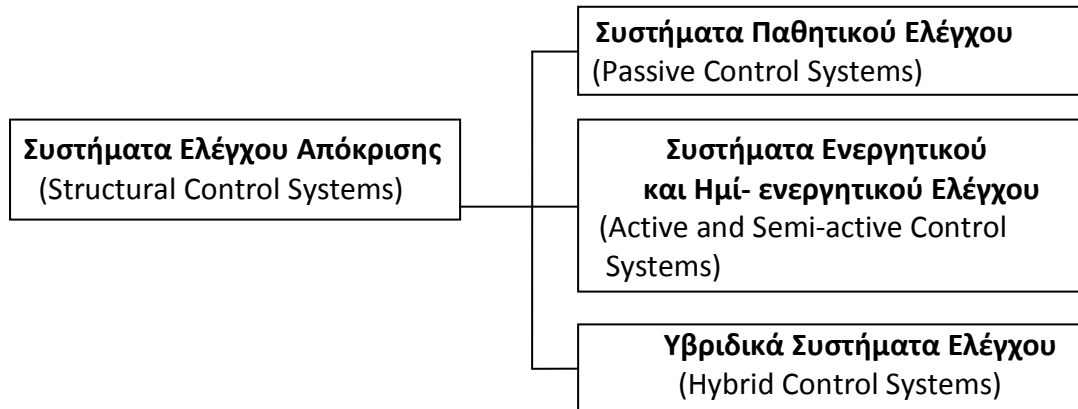 Συστήματα Ελέγχου Απόκρισης
(Structural Control Systems)
Συστήματα Παθητικού Ελέγχου
(Passive Control Systems)
Συστήματα Ενεργητικού
και Ημί- ενεργητικού Ελέγχου
(Active and Semi-active Control
Systems)
Υβριδικά Συστήματα Ελέγχου
(Hybrid Control Systems)